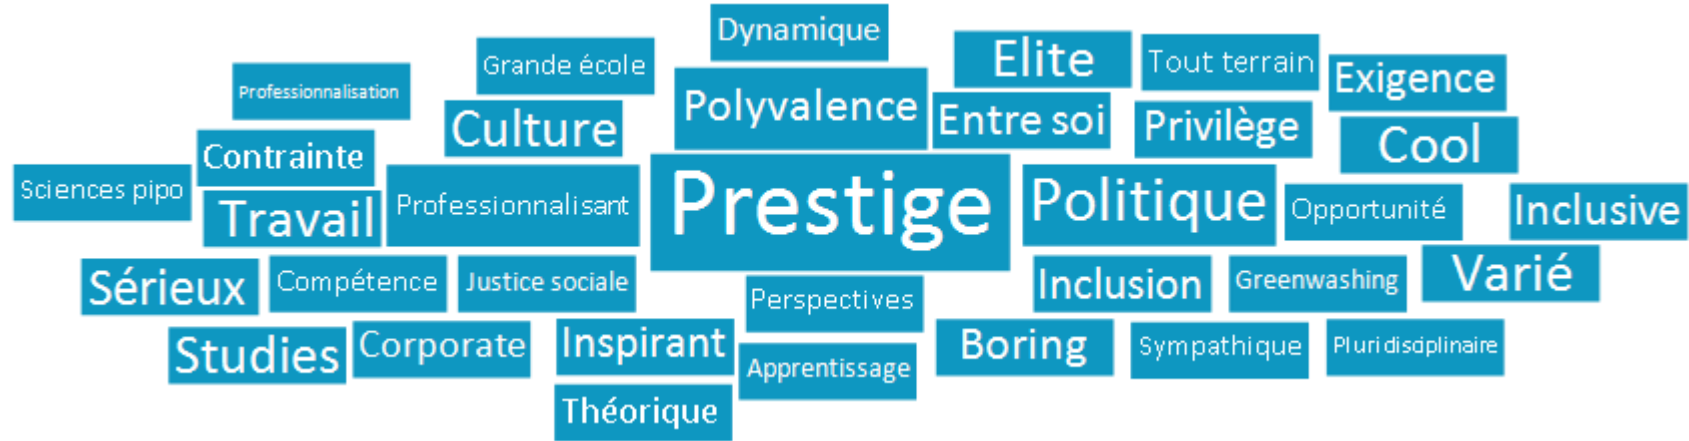 Dynamique
Elite
Tout terrain
Grande école
Exigence
Professionnalisation
Polyvalence
Entre soi
Privilège
Culture
Cool
Contrainte
Sciences pipo
Travail
Professionnalisant
Prestige
Politique
Opportunité
Inclusive
Sérieux
Compétence
Justice sociale
Perspectives
Inclusion
Greenwashing
Varié
Studies
Corporate
Inspirant
Boring
Sympathique
Pluridisciplinaire
Apprentissage
Théorique